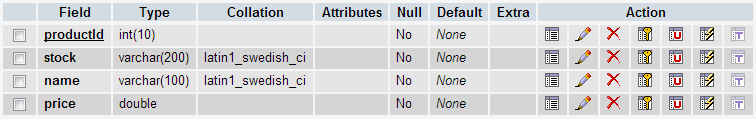 Field Type Collation Attributes Null Default Extra Action
productId int(10) No None
stock varchar(200) latin1_swedish_ci No None
name varchar(100) latin1_swedish_ci No None
price double No None